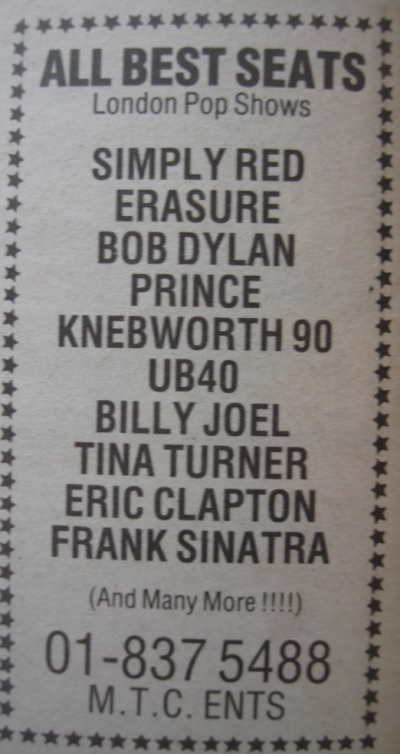 ALL BEST SEATS
London Pop Shows
SIMPLY RED
ERASURE
BOB DYLAN
PRINCE
KNEBWORTH 90
UB40
BILLY JOEL
TINA TURNER
ERIC CLAPTON
FRANK SINATRA
(And Many More !!!!)
01-837 5488
M.T.C. ENTS